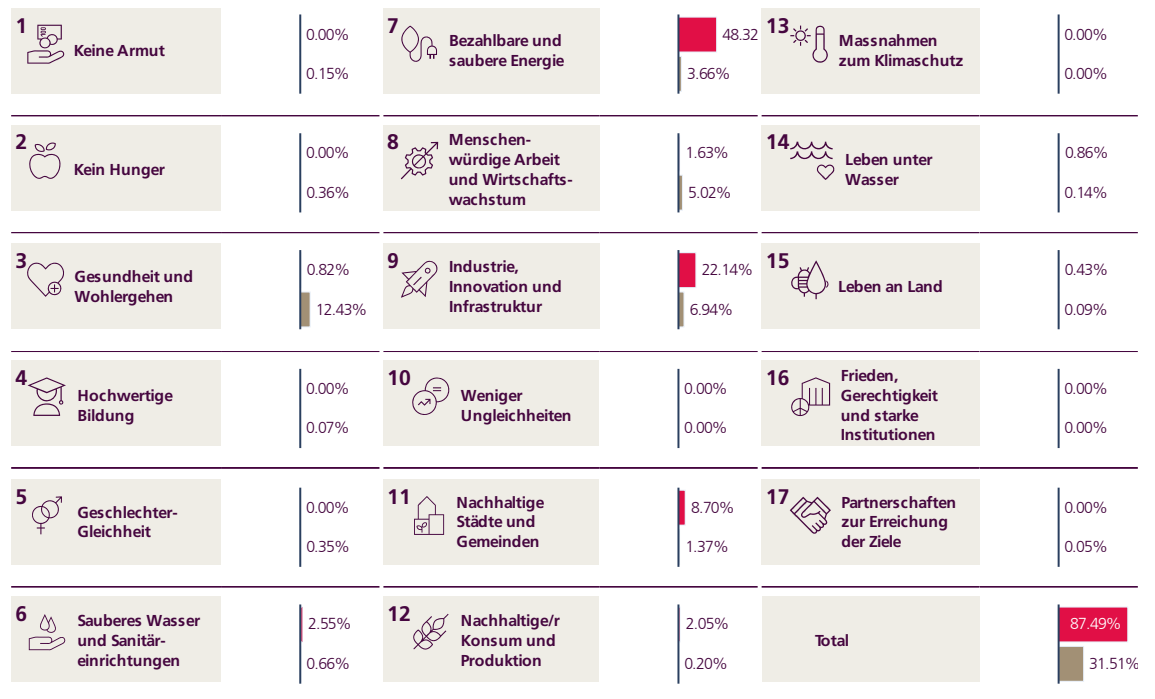 1
Keine Armut
0.00%
0.15%
2
Kein Hunger
0.00%
0.36%
3
Gesundheit und
Wohlergehen
0.82%
12.43%
4
Hochwertige
Bildung
0.00%
0.07%
5
Geschlechter-
Gleichheit
0.00%
0.35%
6
Sauberes Wasser
und Sanitär-
einrichtungen
2.55%
0.66%
7
Bezahlbare und
saubere Energie
48.32
3.66%
8
Menschen-
würdige Arbeit
und Wirtschafts-
wachstum
1.63%
5.02%
9
Industrie,
Innovation und
Infrastruktur
22.14%
6.94%
10
Weniger
Ungleichheiten
0.00%
0.00%
11
Nachhaltige
Städte und
Gemeinden
8.70%
1.37%
12
Nachhaltige/r
Konsum und
Produktion
2.05%
0.20%
13
Massnahmen
zum Klimaschutz
0.00%
0.00%
14
Leben unter
Wasser
0.86%
0.14%
15
Leben an Land
0.43%
0.09%
16
Frieden,
Gerechtigkeit
und starke
Institutionen
0.00%
0.00%
17
Partnerschaften
zur Erreichung
der Ziele
0.00%
0.05%
Total
87.49%
31.51%